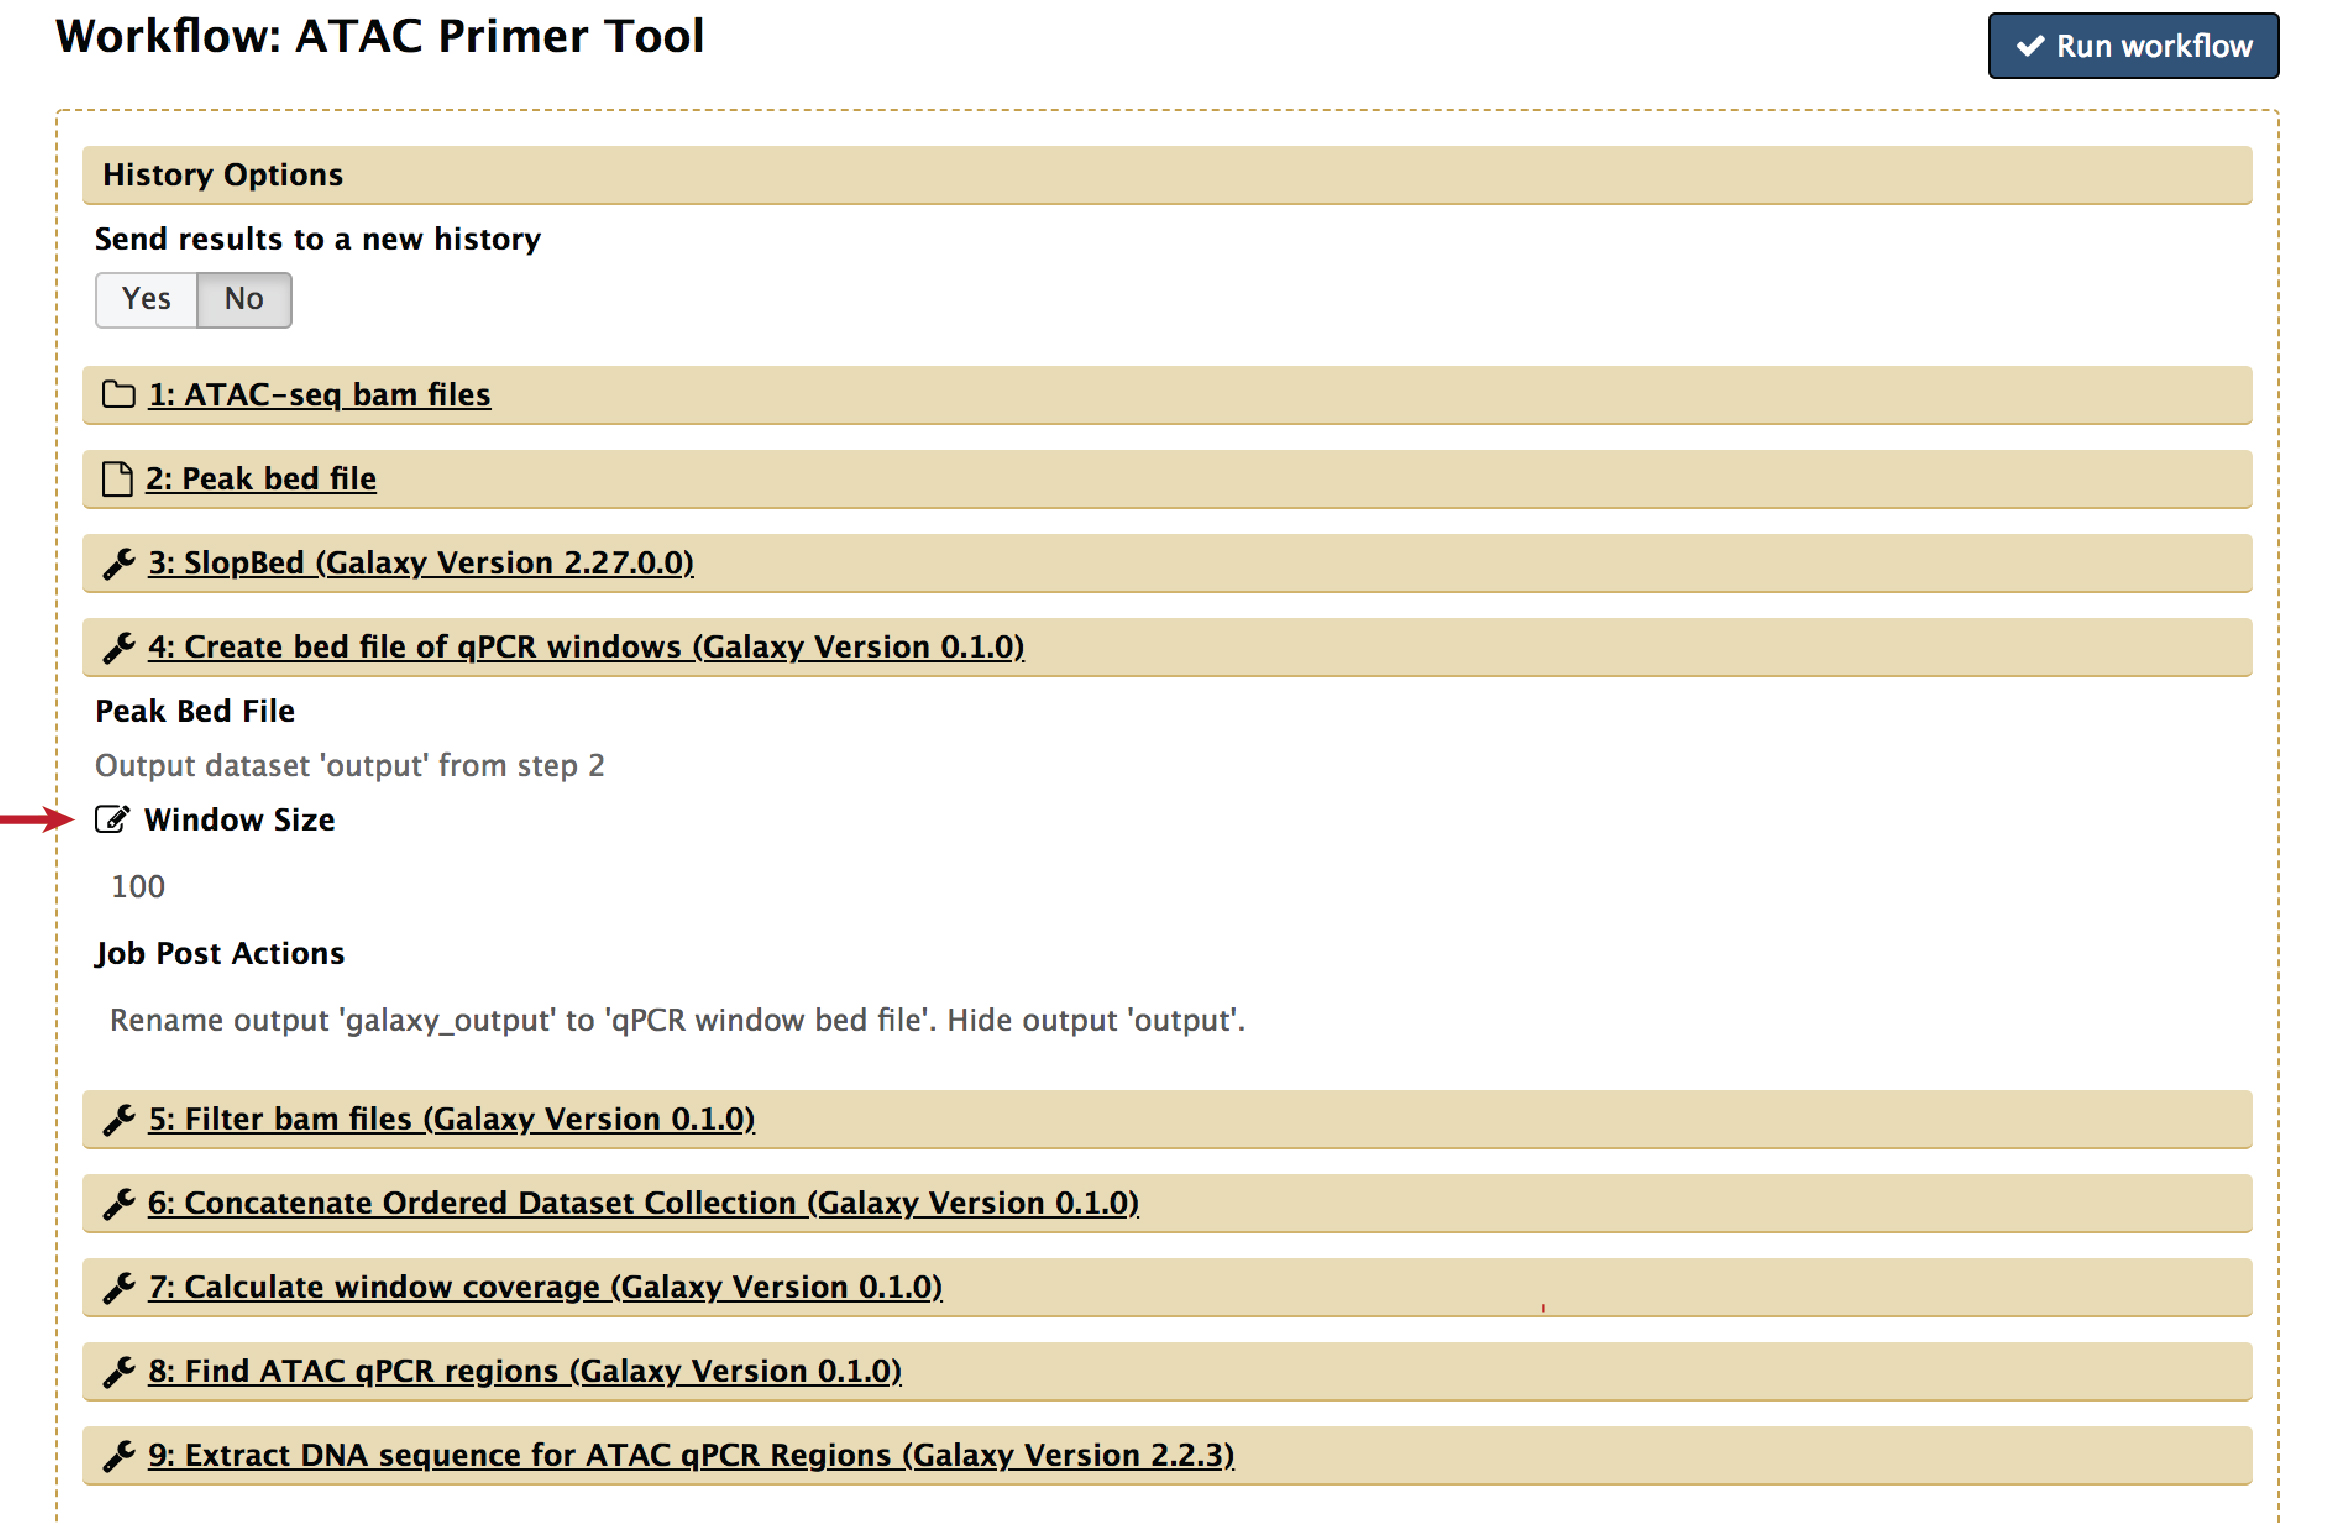 Workflow: ATAC Primer Tool
Run workflow
History Options
Send results to a new history
Yes No
1: ATAC-seq bam files
2: Peak bed file
3: SlopBed (Galaxy Version 2.27.0.0)
4: Create bed file of qPCR windows (Galaxy Version 0.1.0)
Peak Bed File
Output dataset 'output' from step 2
Window Size
100
Job Post Actions
Rename output 'galaxy_output' to 'qPCR window bed file'. Hide output 'output'.
5: Filter bam files (Galaxy Version 0.1.0)
6: Concatenate Ordered Dataset Collection (Galaxy Version 0.1.0)
7: Calculate window coverage (Galaxy Version 0.1.0)
8: Find ATAC qPCR regions (Galaxy Version 0.1.0)
9: Extract DNA sequence for ATAC qPCR Regions (Galaxy Version 2.2.3)